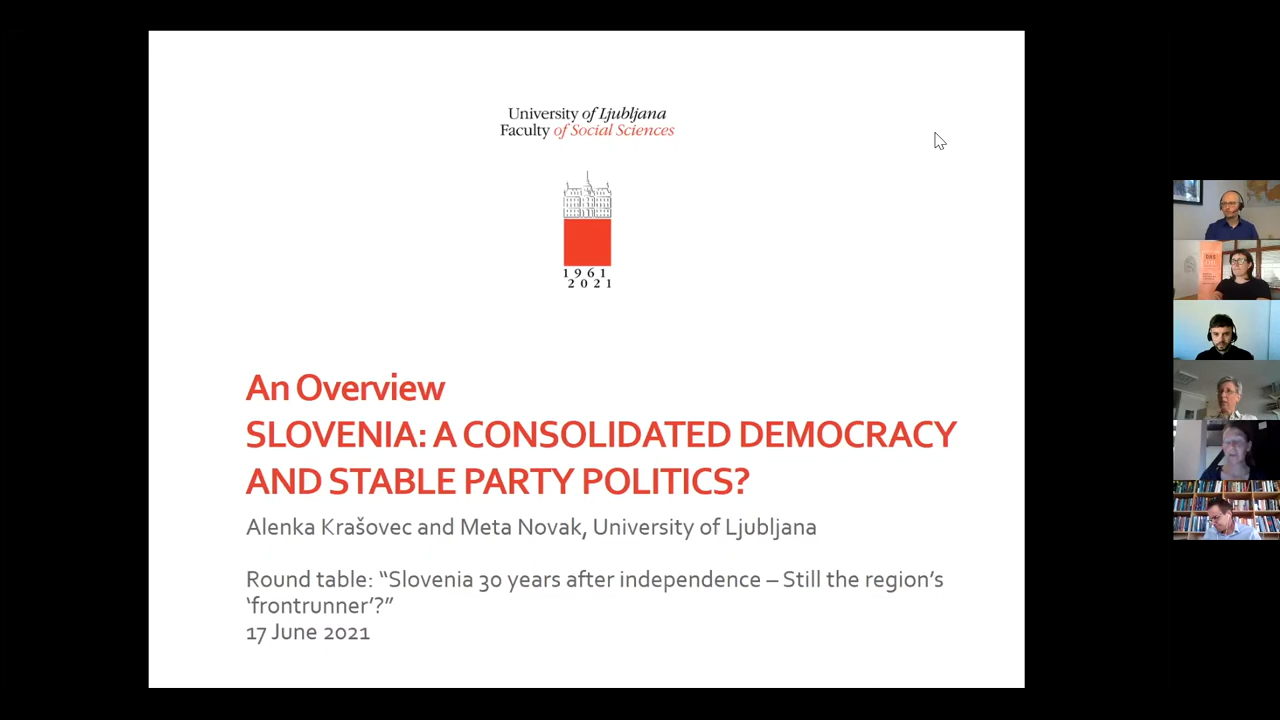 University of Ljubljana
Faculty of Social Sciences
1961
2021
An Overview
SLOVENIA: A CONSOLIDATED DEMOCRACY
AND STABLE PARTY POLITICS?
Alenka Krašovec and Meta Novak, University of Ljubljana
Round table: “Slovenia 30 years after independence – Still the region’s
‘frontrunner’?”
17 June 2021